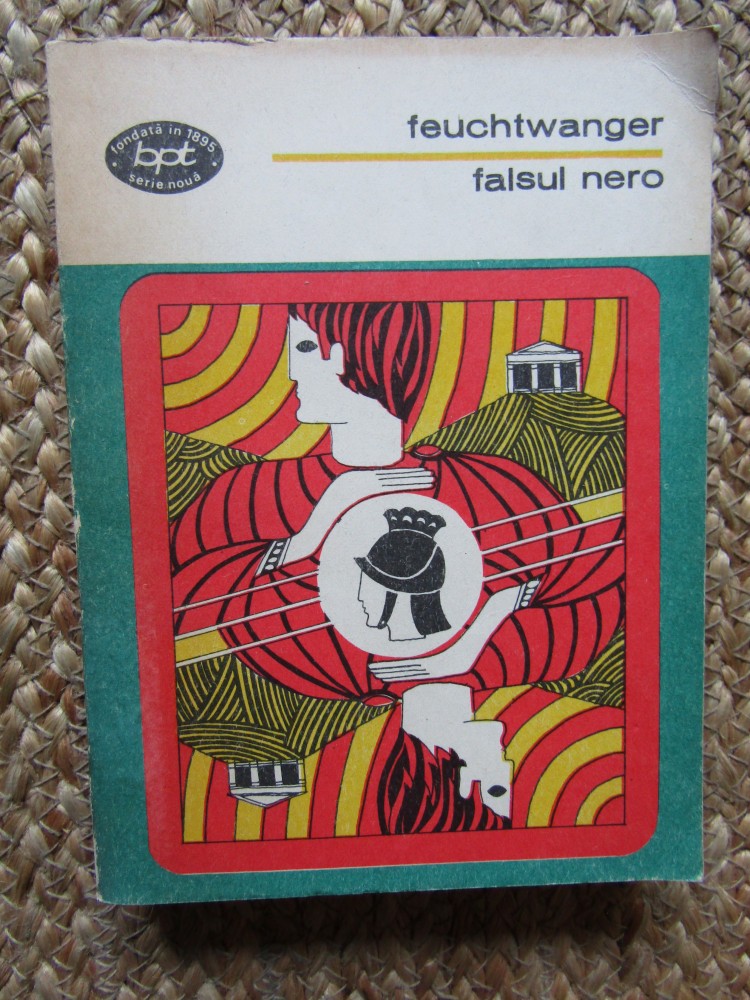 fondată în 1895
bpt
serie nouă
feuchtwanger
falsul nero